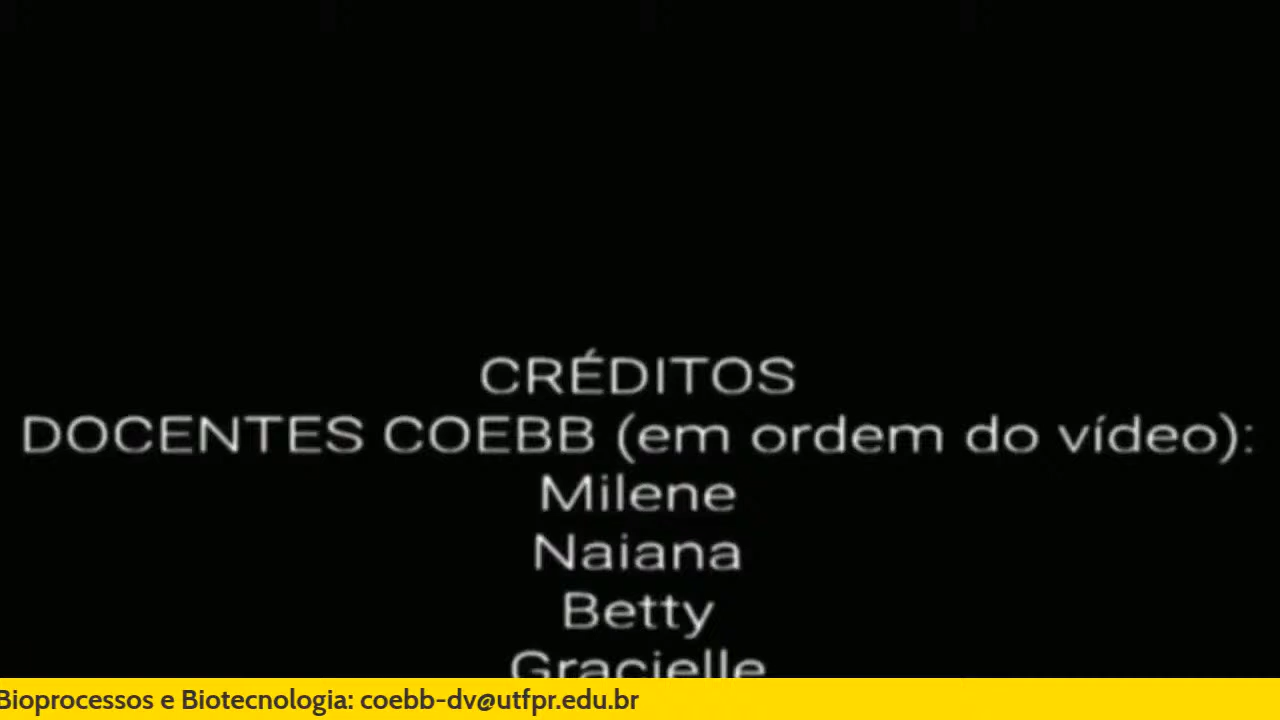 CRÉDITOS
DOCENTES COEBB (em ordem do vídeo):
Milene
Naiana
Betty
Gracielle
Bioprocessos e Biotecnologia: coebb-dv@utfpr.edu.br